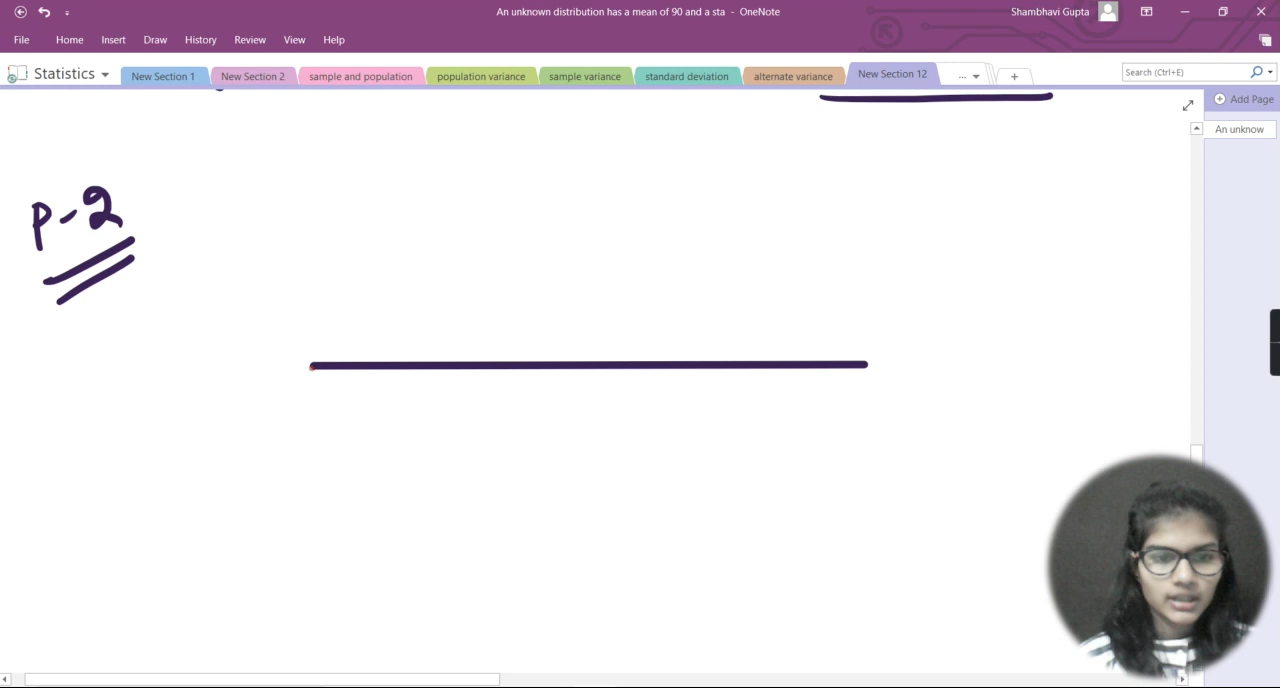 An unknown distribution has a mean of 90 and a sta - OneNote
Shambhavi Gupta
File Home Insert Draw History Review View Help
Statistics
New Section 1
New Section 2
sample and population
population variance
sample variance
standard deviation
alternate variance
New Section 12
...
Search (Ctrl+E)
Add Page
An unknow
P-2